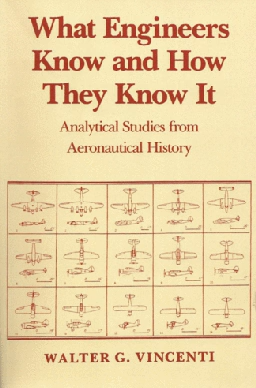 What Engineers
Know and How
They Know It
Analytical Studies from
Aeronautical History
WALTER G. VINCENTI